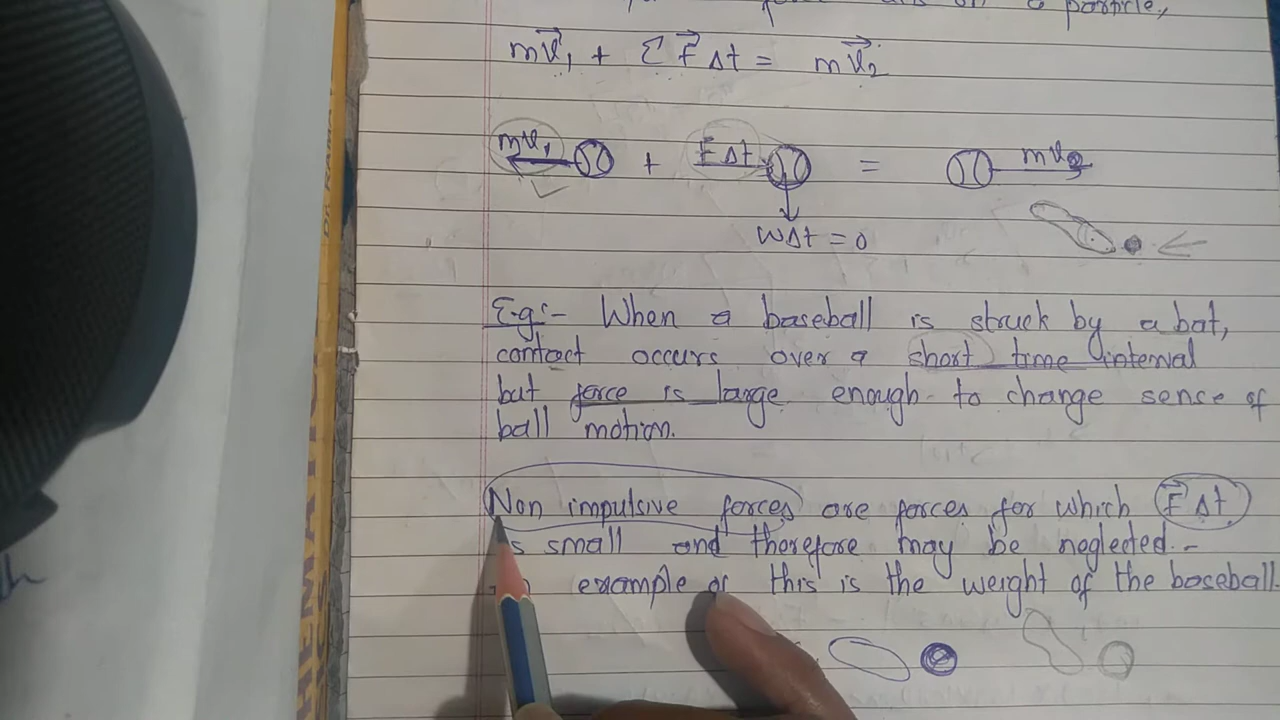 a particle,
mv⃗₁ + Σ F⃗ Δt = mv⃗₂
mv₁ + FΔt = mv₂
WΔt = 0
E.g:- When a baseball is struck by a bat,
contact occurs over a short time interval
but force is large enough to change sense of
ball motion.
Non impulsive forces are forces for which F⃗ Δt
is small and therefore may be neglected.-
example of this is the weight of the baseball.